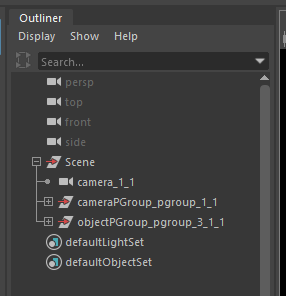 Outliner
Display Show Help
Search...
persp
top
front
side
Scene
camera_1_1
cameraPGroup_pgroup_1_1
objectPGroup_pgroup_3_1_1
defaultLightSet
defaultObjectSet